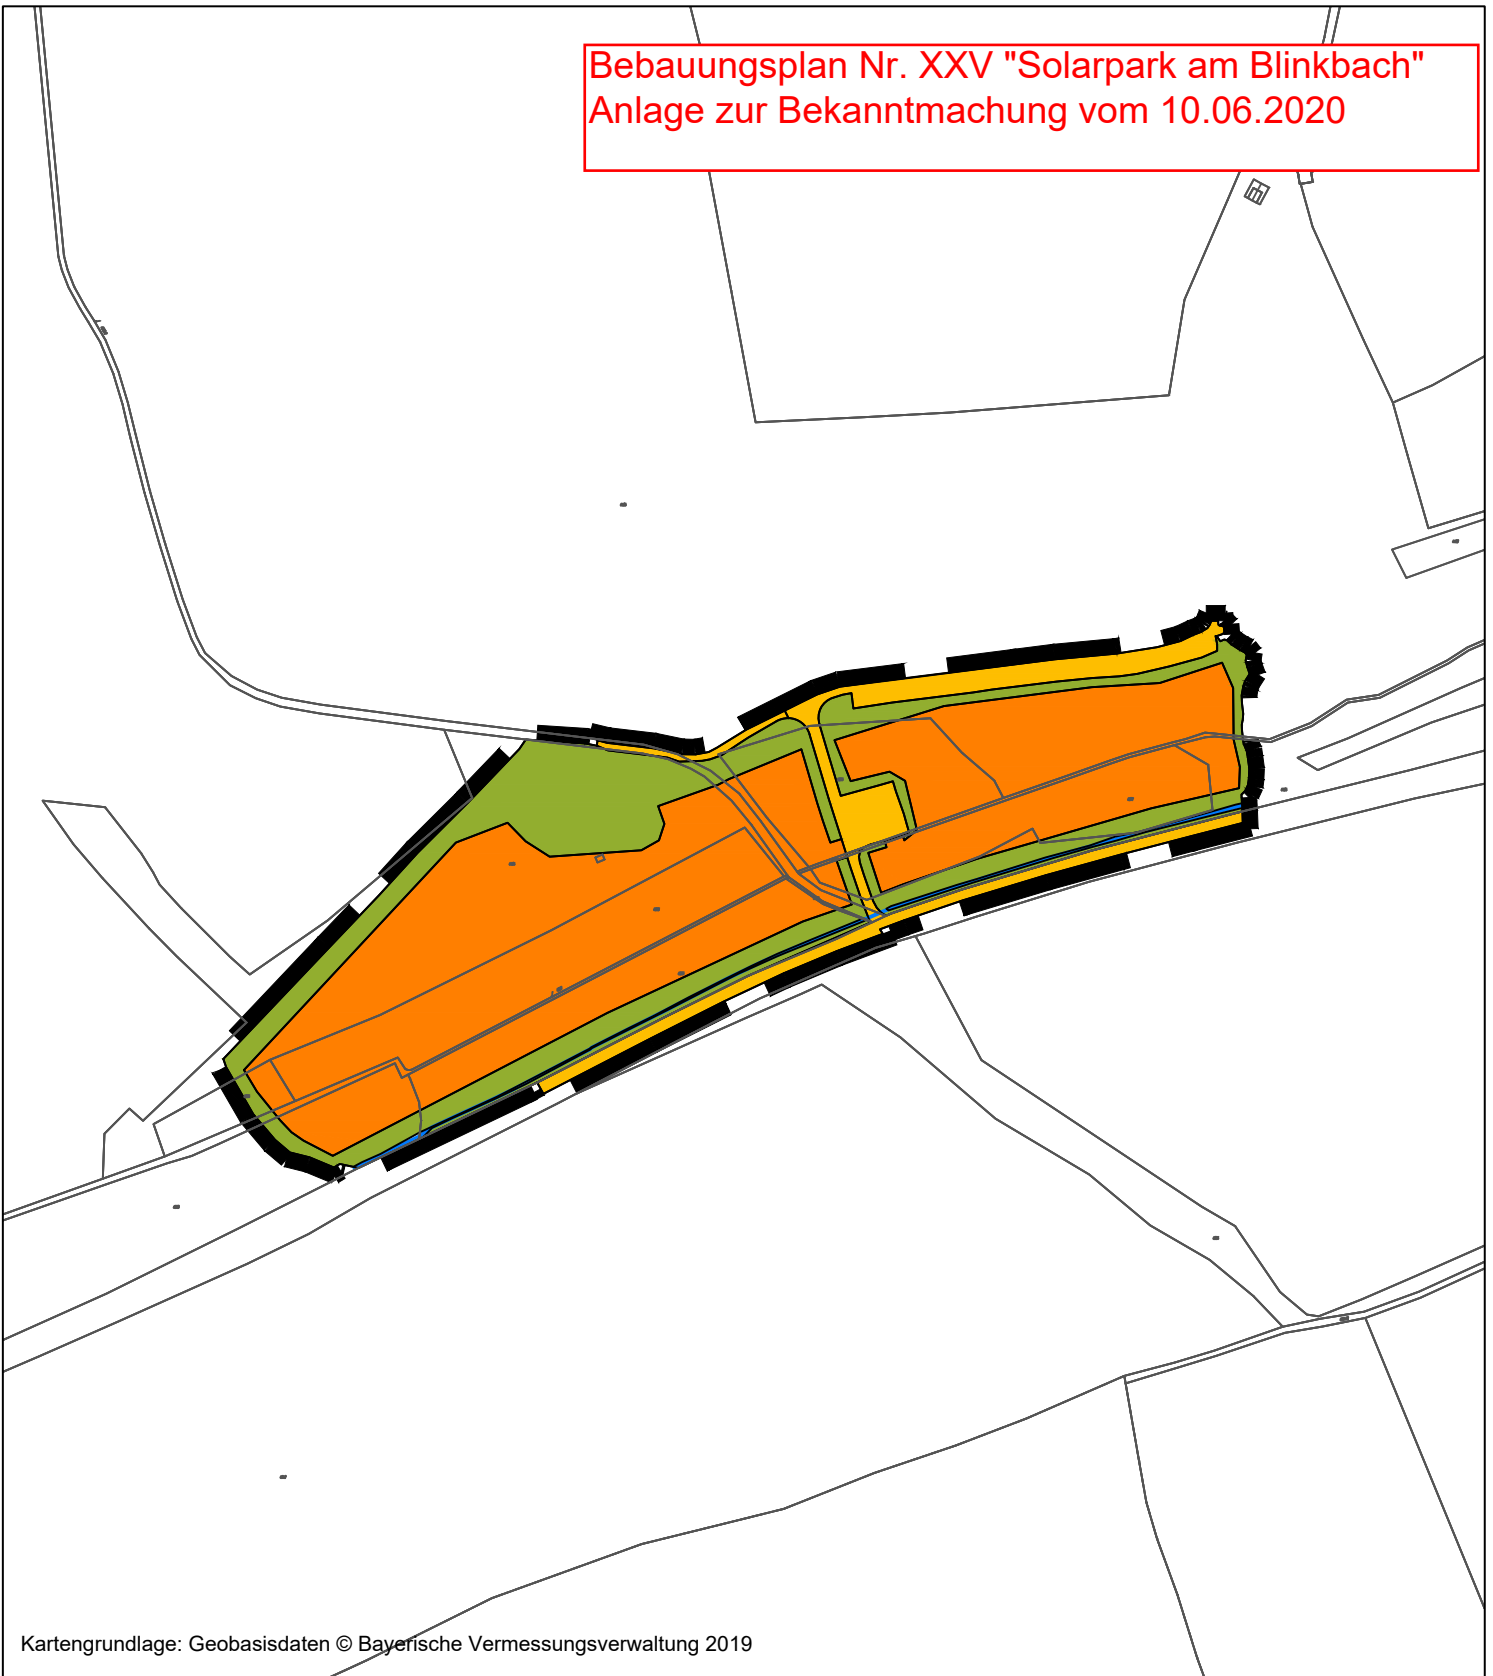 Bebauungsplan Nr. XXV "Solarpark am Blinkbach"
Anlage zur Bekanntmachung vom 10.06.2020
Kartengrundlage: Geobasisdaten © Bayerische Vermessungsverwaltung 2019